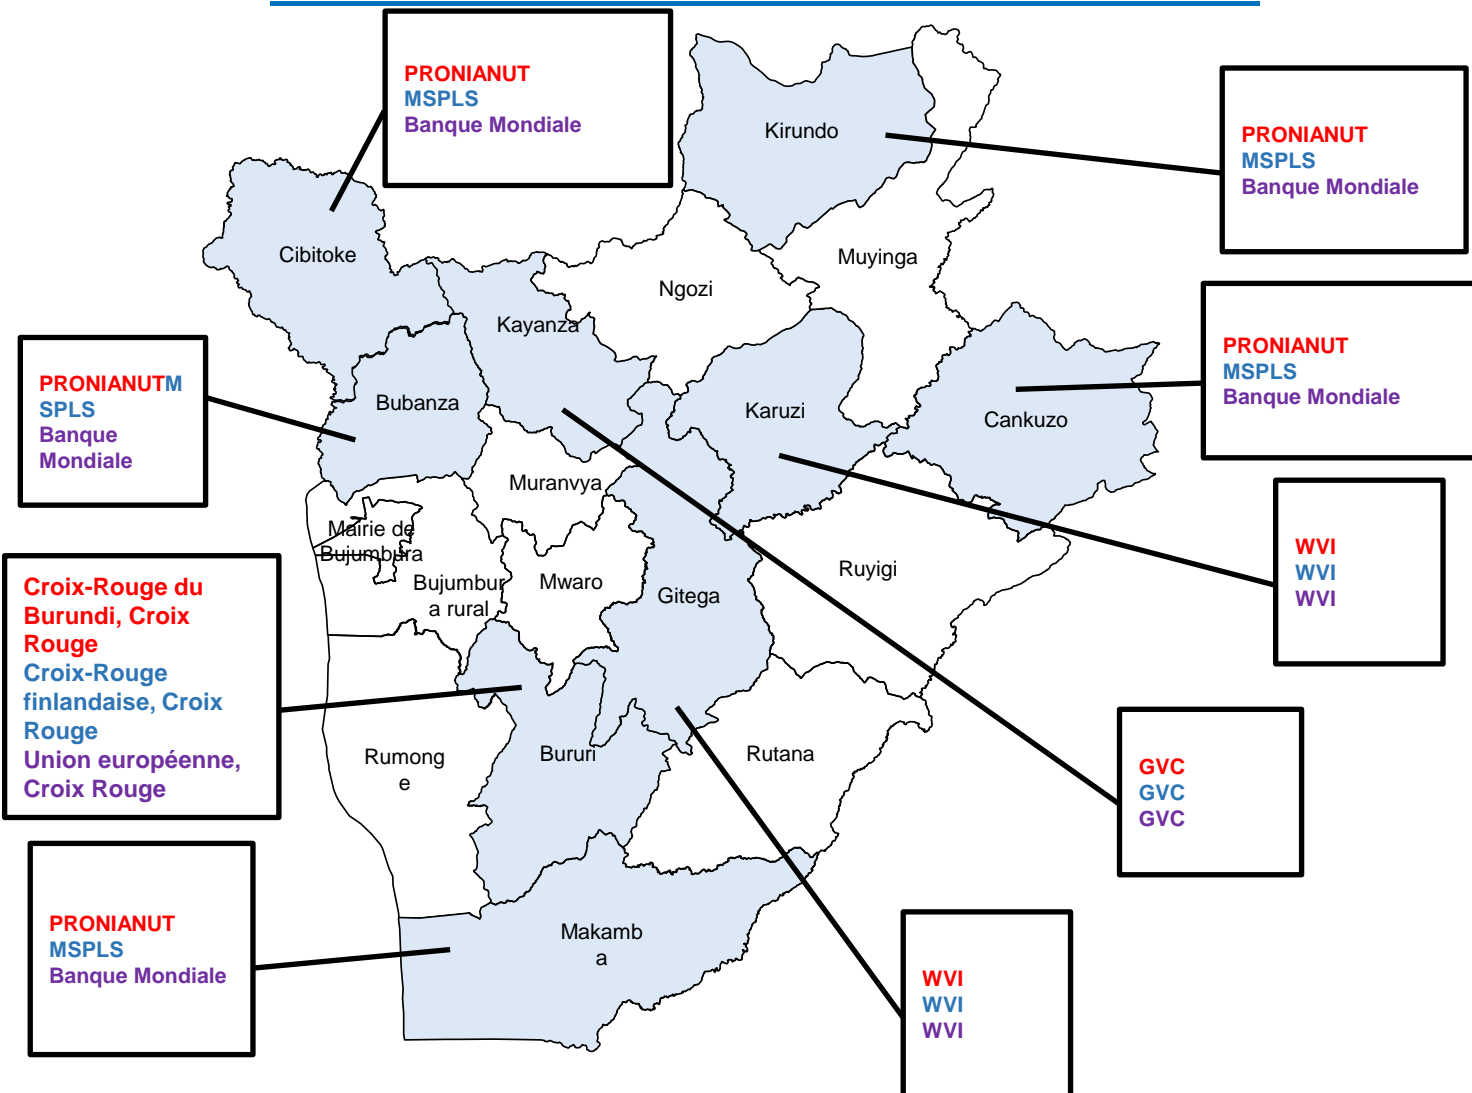 PRONIANUT
MSPLS
Banque Mondiale
Kirundo
PRONIANUT
MSPLS
Banque Mondiale
Cibitoke
Muyinga
Ngozi
Kayanza
PRONIANUT
MSPLS
Banque Mondiale
PRONIANUTM
SPLS
Banque
Mondiale
Bubanza
Karuzi
Cankuzo
Muranvya
Mairie de
Bujumbura
WVI
WVI
WVI
Bujumbur
a rural
Mwaro
Gitega
Ruyigi
Croix-Rouge du
Burundi, Croix
Rouge
Croix-Rouge
finlandaise, Croix
Rouge
Union européenne,
Croix Rouge
Rumong
e
Bururi
Rutana
GVC
GVC
GVC
PRONIANUT
MSPLS
Banque Mondiale
Makamb
a
WVI
WVI
WVI